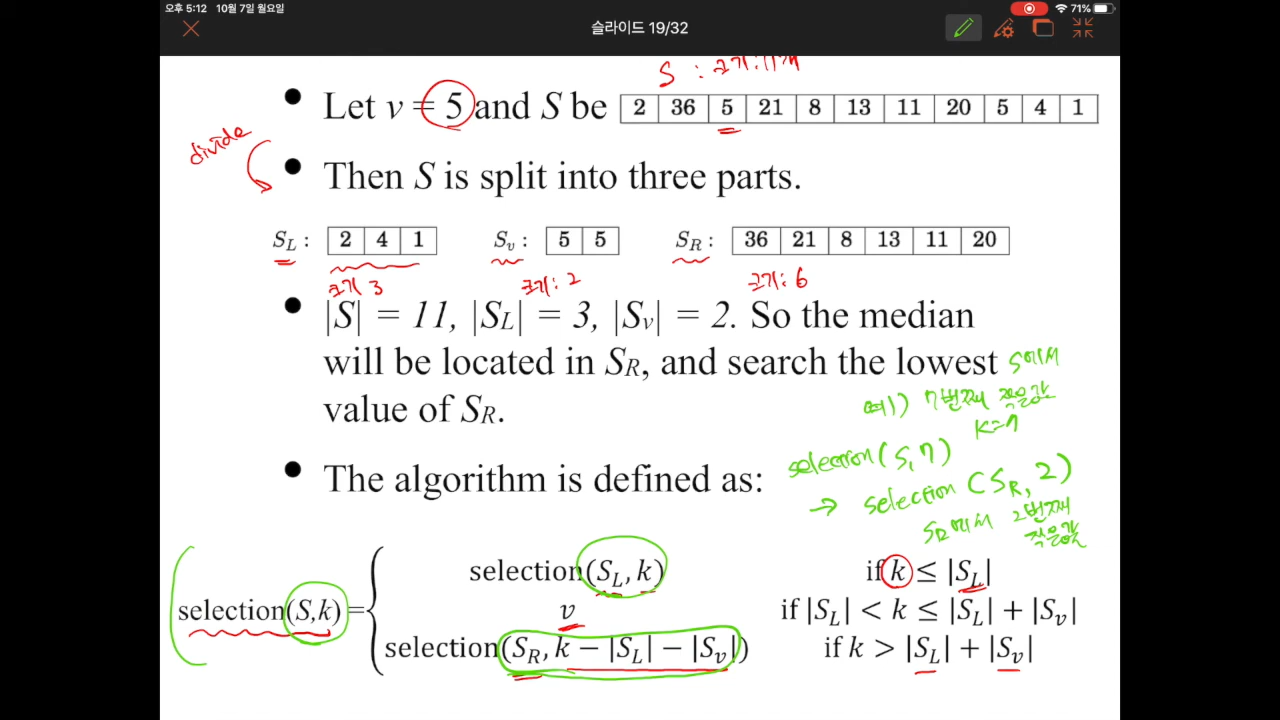 오후 5:12 10월 7일 월요일
71%
슬라이드 19/32
S : 크기:11개
• Let v = 5 and S be 2 36 5 21 8 13 11 20 5 4 1
divide
• Then S is split into three parts.
S_L : 2 4 1 S_v : 5 5 S_R : 36 21 8 13 11 20
크기 3 크기: 2 크기: 6
• |S| = 11, |S_L| = 3, |S_v| = 2. So the median
will be located in S_R, and search the lowest
value of S_R.
S에서
예1) 7번째 작은값
k=7
selection(S,7)
• The algorithm is defined as:
→ selection (S_R, 2)
S_R에서 2번째
작은값
selection(S,k)=
selection(S_L, k) if k ≤ |S_L|
v if |S_L| < k ≤ |S_L| + |S_v|
selection(S_R, k − |S_L| − |S_v|) if k > |S_L| + |S_v|